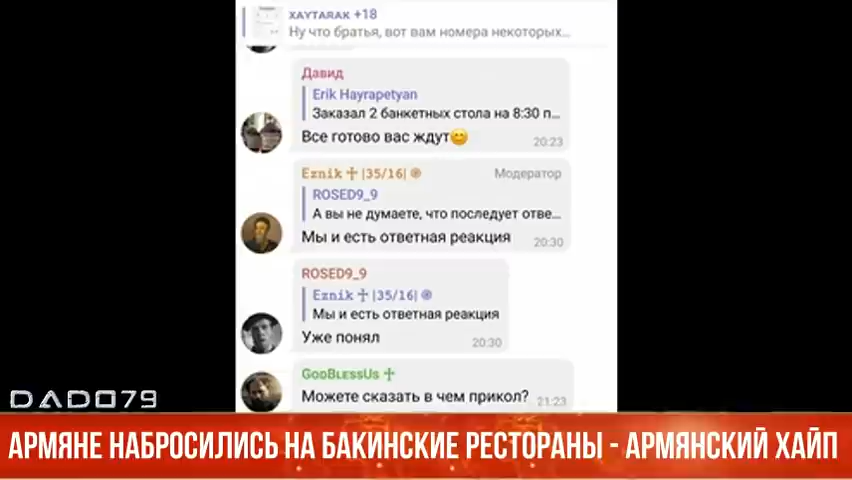 XAYTARAK +18
Ну что братья, вот вам номера некоторых...
Давид
Erik Hayrapetyan
Заказал 2 банкетных стола на 8:30 п...
Все готово вас ждут😊
20:23
Eznik ☩ |35/16| ֍
Модератор
ROSED9_9
А вы не думаете, что последует отве...
Мы и есть ответная реакция
20:30
ROSED9_9
Eznik ☩ |35/16| ֍
Мы и есть ответная реакция
Уже понял
20:30
GodBlessUs ☩
Можете сказать в чем прикол?
21:23
DADO79
АРМЯНЕ НАБРОСИЛИСЬ НА БАКИНСКИЕ РЕСТОРАНЫ - АРМЯНСКИЙ ХАЙП